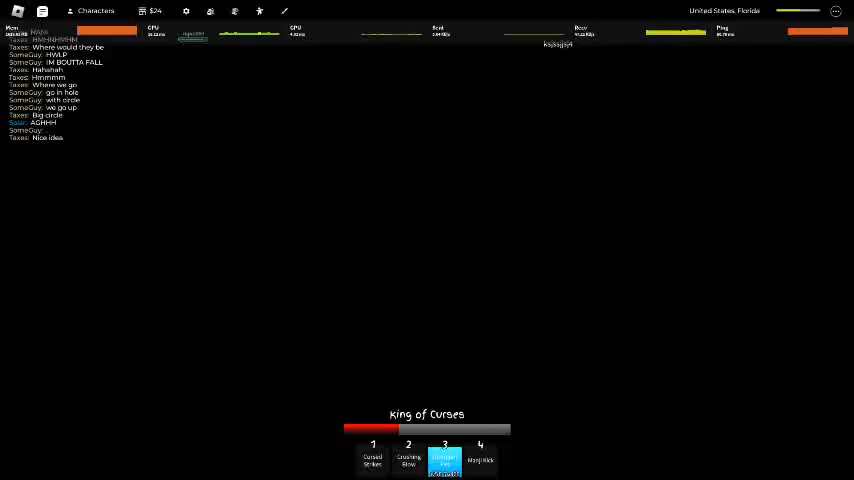 Characters
$24
United States, Florida
Mem
CPU
CPU
Sent
Recv
Ping
Taxes: Where would they be
SomeGuy: HWLP
SomeGuy: IM BOUTTA FALL
Taxes: Hahahah
Taxes: Hmmmm
Taxes: Where we go
SomeGuy: go in hole
SomeGuy: with circle
SomeGuy: we go up
Taxes: Big circle
AGHHH
SomeGuy: .
Taxes: Nice idea
King of Curses
1 2 3 4
Cursed Strikes
Crushing Blow
Manji Kick